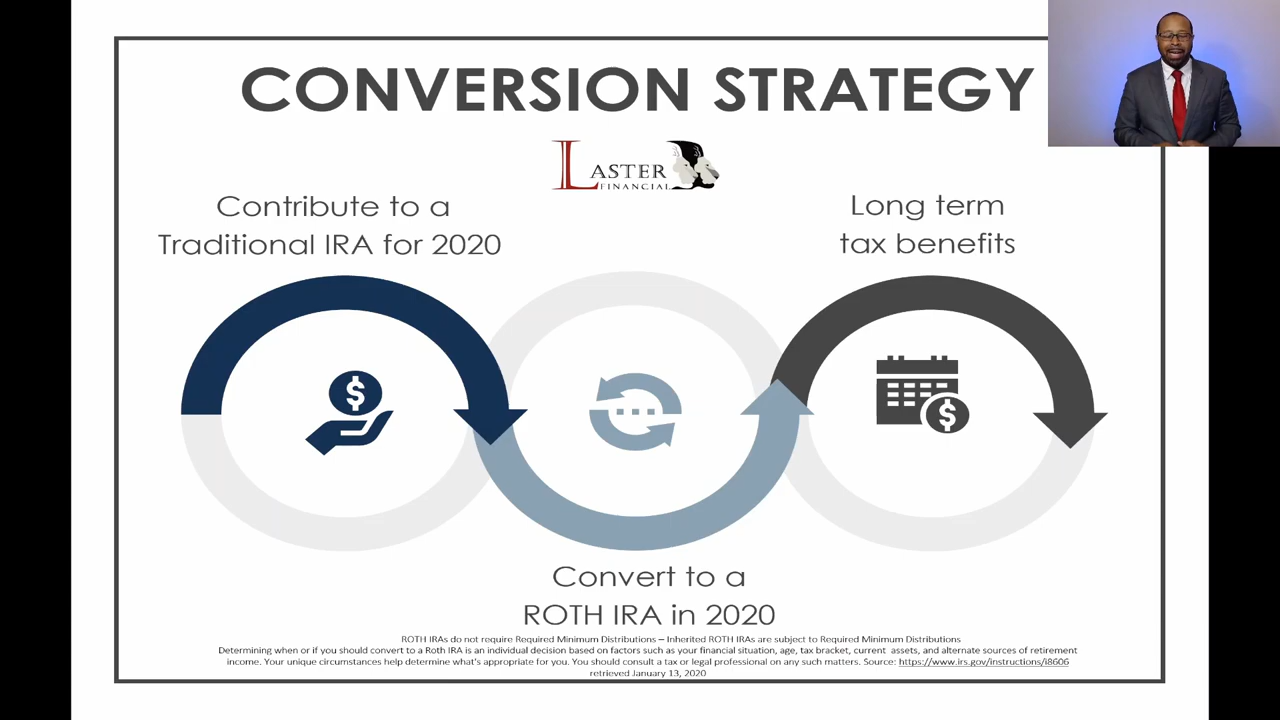 CONVERSION STRATEGY
LASTER
FINANCIAL
Contribute to a
Traditional IRA for 2020
Long term
tax benefits
$
$
Convert to a
ROTH IRA in 2020
ROTH IRAs do not require Required Minimum Distributions – Inherited ROTH IRAs are subject to Required Minimum Distributions
Determining when or if you should convert to a Roth IRA is an individual decision based on factors such as your financial situation, age, tax bracket, current assets, and alternate sources of retirement
income. Your unique circumstances help determine what's appropriate for you. You should consult a tax or legal professional on any such matters. Source: https://www.irs.gov/instructions/i8606
retrieved January 13, 2020